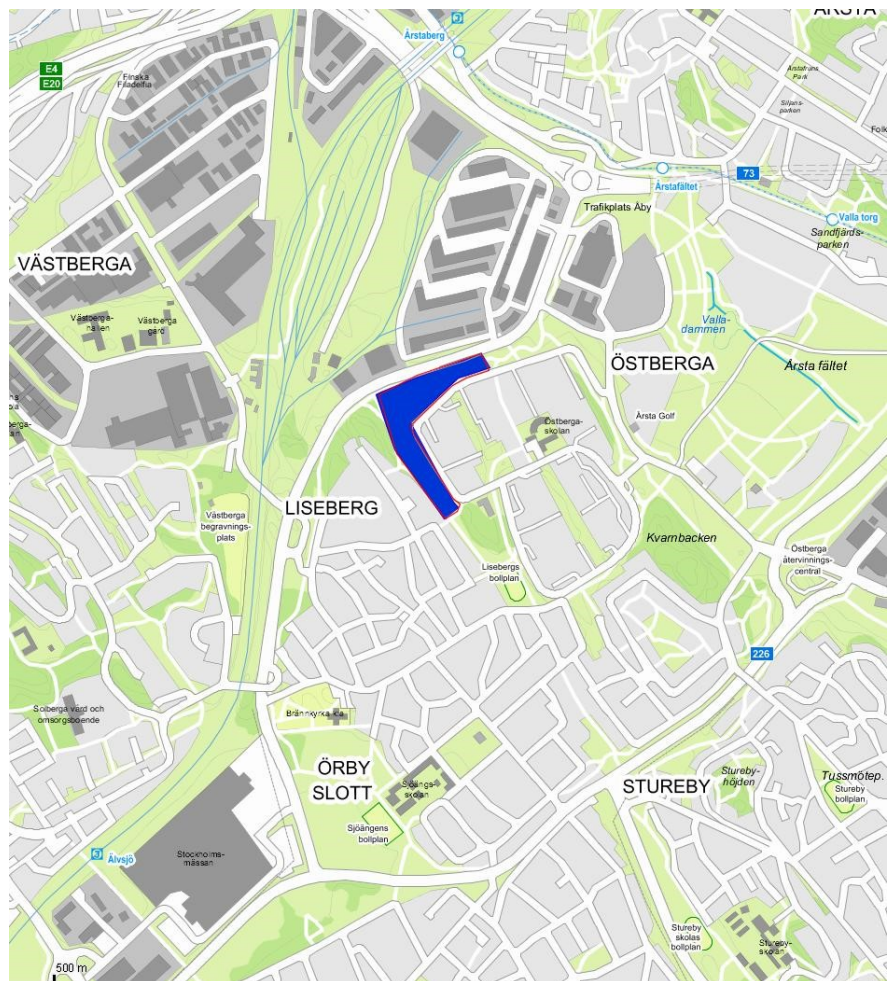 ÅRSTA
Årstaberg
E4
E20
Finska
Filadelfia
Årstafruns
Park
Siljans-
parken
Folk
73
Årstafältet
Trafikplats Åby
Valla torg
Sandfjärds-
parken
VÄSTBERGA
Västberga-
hallen
Västberga
gård
Valla-
dammen
ÖSTBERGA
Årsta fältet
Årsta Golf
Östberga-
skolan
LISEBERG
Västberga
begravnings-
plats
Kvarnbacken
Östberga
återvinnings-
central
Lisebergs
bollplan
226
Solberga vård och
omsorgsboende
Brännkyrka k:a
ÖRBY
SLOTT
Sjöängs-
skolan
STUREBY
Stureby-
höjden
Tussmötep.
Stureby
bollplan
Sjöängens
bollplan
Älvsjö
Stockholms-
mässan
Stureby
skolas
bollplan
Stureby-
skolan
500 m